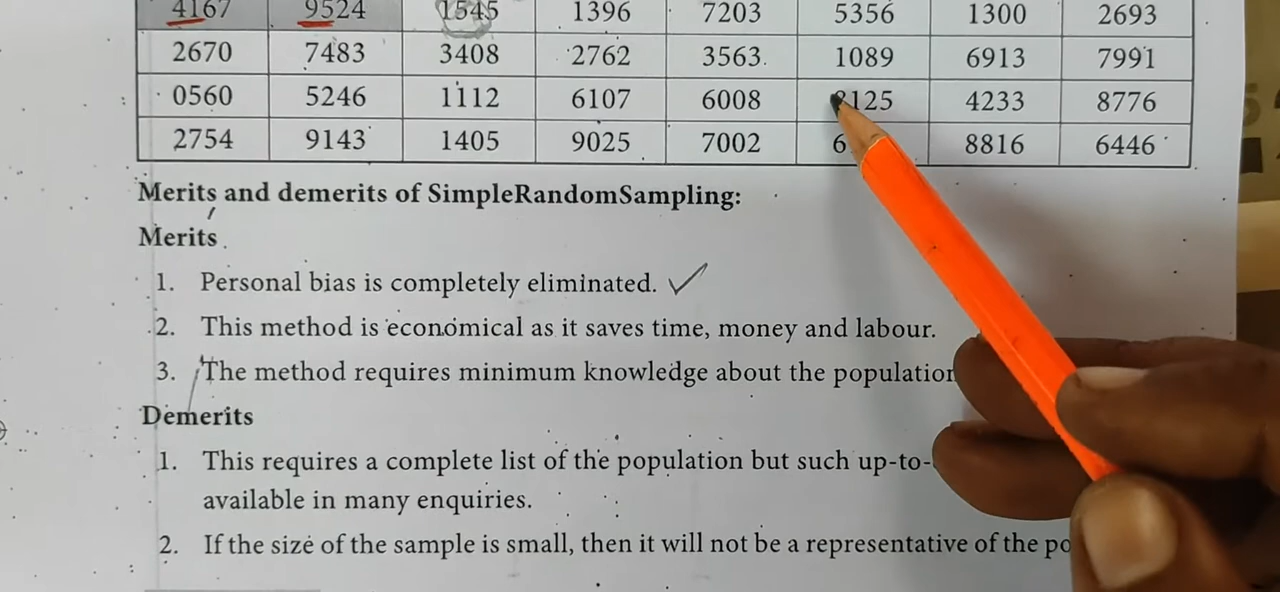 4167 9524 1545 1396 7203 5356 1300 2693
2670 7483 3408 2762 3563 1089 6913 7991
0560 5246 1112 6107 6008 8125 4233 8776
2754 9143 1405 9025 7002 8816 6446
Merits and demerits of SimpleRandomSampling:
Merits
1. Personal bias is completely eliminated.
2. This method is economical as it saves time, money and labour.
3. The method requires minimum knowledge about the population
Demerits
1. This requires a complete list of the population but such up-to-
available in many enquiries.
2. If the size of the sample is small, then it will not be a representative of the